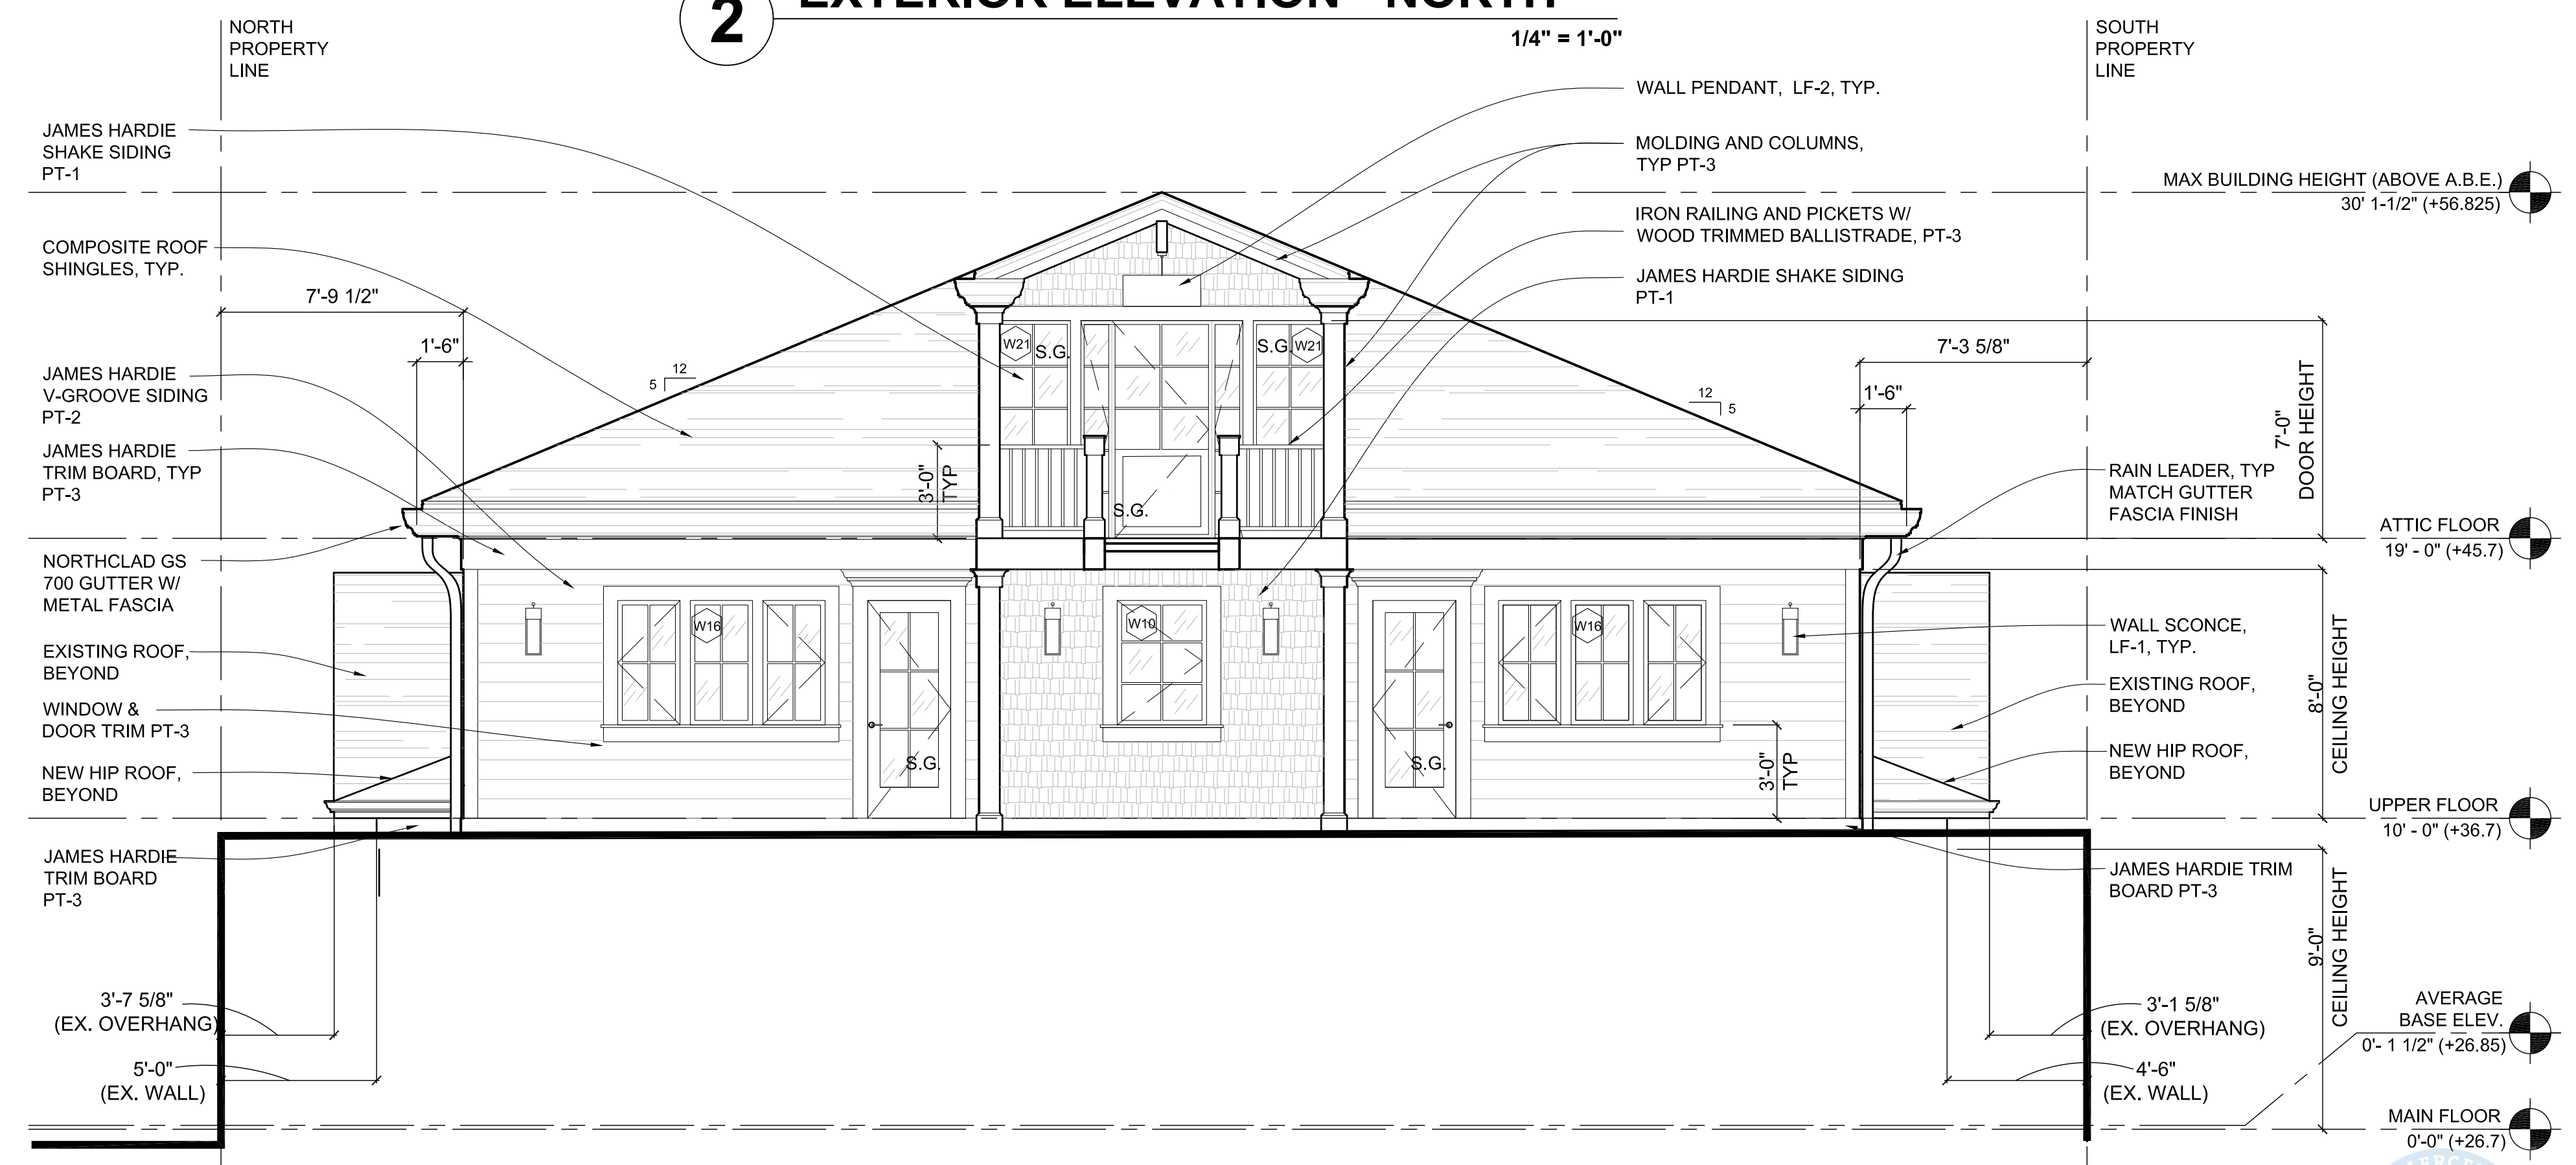 2
EXTERIOR ELEVATION - NORTH
1/4" = 1'-0"
NORTH
PROPERTY
LINE
SOUTH
PROPERTY
LINE
JAMES HARDIE
SHAKE SIDING
PT-1
COMPOSITE ROOF
SHINGLES, TYP.
7'-9 1/2"
1'-6"
JAMES HARDIE
V-GROOVE SIDING
PT-2
JAMES HARDIE
TRIM BOARD, TYP
PT-3
NORTHCLAD GS
700 GUTTER W/
METAL FASCIA
EXISTING ROOF,
BEYOND
WINDOW &
DOOR TRIM PT-3
NEW HIP ROOF,
BEYOND
JAMES HARDIE
TRIM BOARD
PT-3
3'-7 5/8"
(EX. OVERHANG)
5'-0"
(EX. WALL)
12
5
3'-0"
TYP
W21
S.G.
S.G.
W21
S.G.
W16
S.G.
W10
S.G.
W16
12
5
3'-0"
TYP
WALL PENDANT, LF-2, TYP.
MOLDING AND COLUMNS,
TYP PT-3
IRON RAILING AND PICKETS W/
WOOD TRIMMED BALLISTRADE, PT-3
JAMES HARDIE SHAKE SIDING
PT-1
7'-3 5/8"
1'-6"
RAIN LEADER, TYP
MATCH GUTTER
FASCIA FINISH
WALL SCONCE,
LF-1, TYP.
EXISTING ROOF,
BEYOND
NEW HIP ROOF,
BEYOND
JAMES HARDIE TRIM
BOARD PT-3
3'-1 5/8"
(EX. OVERHANG)
4'-6"
(EX. WALL)
7'-0"
DOOR HEIGHT
8'-0"
CEILING HEIGHT
9'-0"
CEILING HEIGHT
MAX BUILDING HEIGHT (ABOVE A.B.E.)
30' 1-1/2" (+56.825)
ATTIC FLOOR
19' - 0" (+45.7)
UPPER FLOOR
10' - 0" (+36.7)
AVERAGE
BASE ELEV.
0'- 1 1/2" (+26.85)
MAIN FLOOR
0'-0" (+26.7)